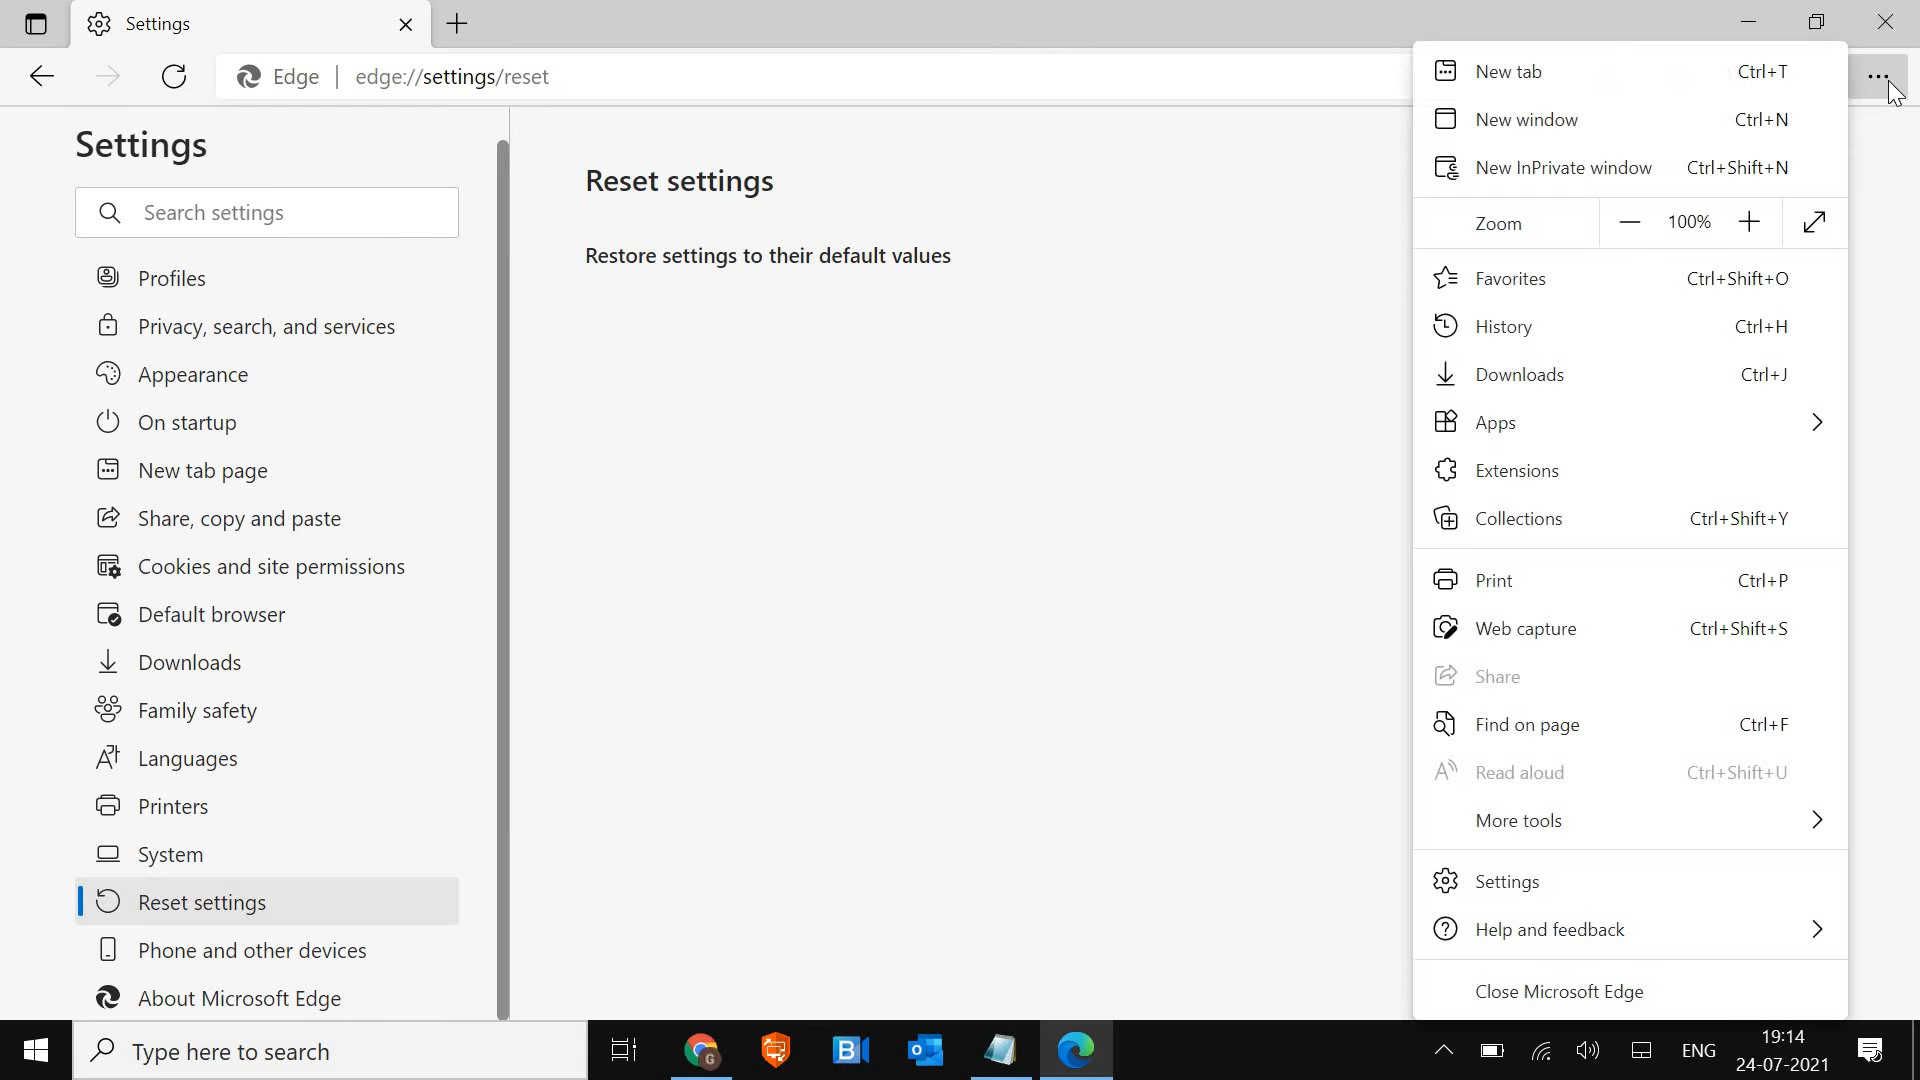 Settings
Edge | edge://settings/reset
Settings
Search settings
Profiles
Privacy, search, and services
Appearance
On startup
New tab page
Share, copy and paste
Cookies and site permissions
Default browser
Downloads
Family safety
Languages
Printers
System
Reset settings
Phone and other devices
About Microsoft Edge
Reset settings
Restore settings to their default values
New tab Ctrl+T
New window Ctrl+N
New InPrivate window Ctrl+Shift+N
Zoom 100%
Favorites Ctrl+Shift+O
History Ctrl+H
Downloads Ctrl+J
Apps
Extensions
Collections Ctrl+Shift+Y
Print Ctrl+P
Web capture Ctrl+Shift+S
Share
Find on page Ctrl+F
Read aloud Ctrl+Shift+U
More tools
Settings
Help and feedback
Close Microsoft Edge
Type here to search
G
B
o
ENG
19:14
24-07-2021